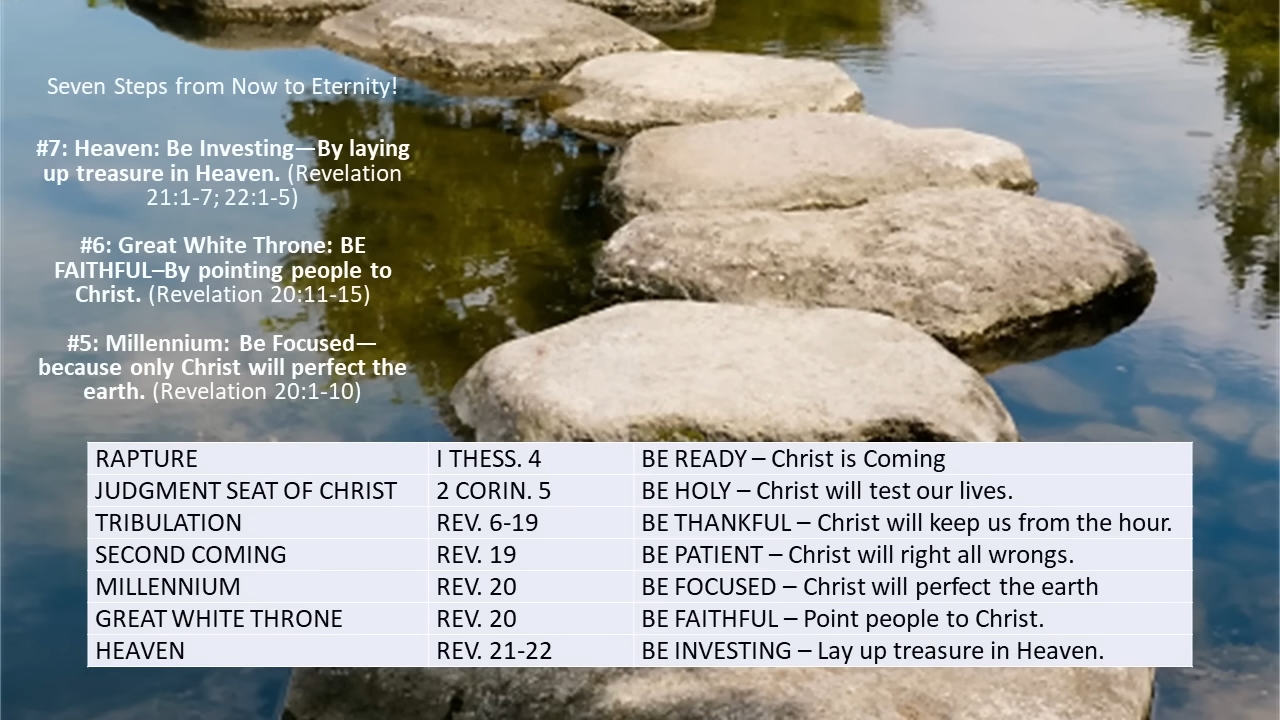 Seven Steps from Now to Eternity!
#7: Heaven: Be Investing—By laying
up treasure in Heaven. (Revelation
21:1-7; 22:1-5)
#6: Great White Throne: BE
FAITHFUL–By pointing people to
Christ. (Revelation 20:11-15)
#5: Millennium: Be Focused—
because only Christ will perfect the
earth. (Revelation 20:1-10)
RAPTURE I THESS. 4 BE READY – Christ is Coming
JUDGMENT SEAT OF CHRIST 2 CORIN. 5 BE HOLY – Christ will test our lives.
TRIBULATION REV. 6-19 BE THANKFUL – Christ will keep us from the hour.
SECOND COMING REV. 19 BE PATIENT – Christ will right all wrongs.
MILLENNIUM REV. 20 BE FOCUSED – Christ will perfect the earth
GREAT WHITE THRONE REV. 20 BE FAITHFUL – Point people to Christ.
HEAVEN REV. 21-22 BE INVESTING – Lay up treasure in Heaven.